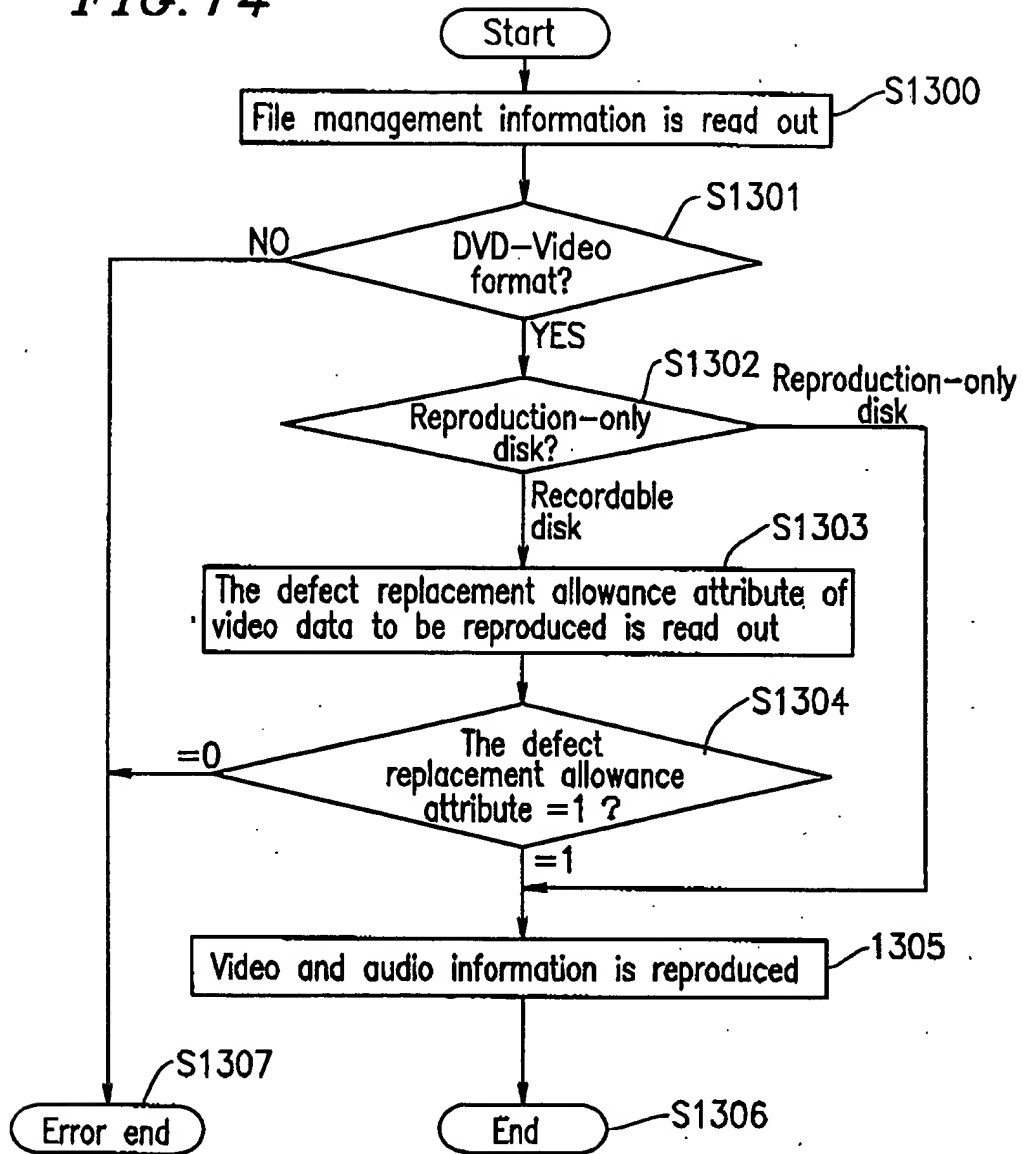 FIG. 14
Start
S1300
File management information is read out
S1301
NO
DVD-Video
format?
YES
S1302
Reproduction-only
disk
Reproduction-only
disk?
Recordable
disk
S1303
The defect replacement allowance attribute of
video data to be reproduced is read out
S1304
=0
The defect
replacement allowance
attribute =1 ?
=1
1305
Video and audio information is reproduced
S1307
Error end
End
S1306